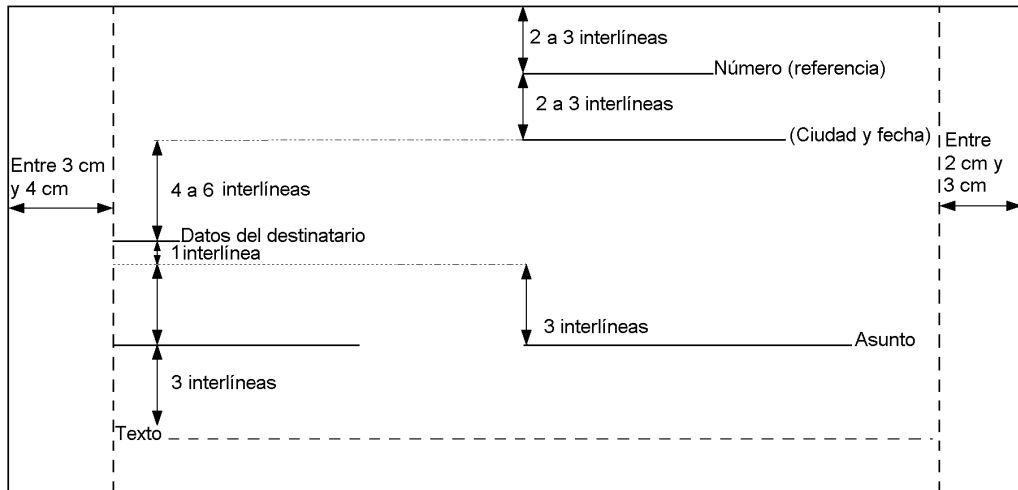 2 a 3 interlíneas
Número (referencia)
2 a 3 interlíneas
(Ciudad y fecha)
Entre 3 cm
y 4 cm
4 a 6 interlíneas
Entre
2 cm y
3 cm
Datos del destinatario
1interlínea
3 interlíneas
Asunto
3 interlíneas
Texto